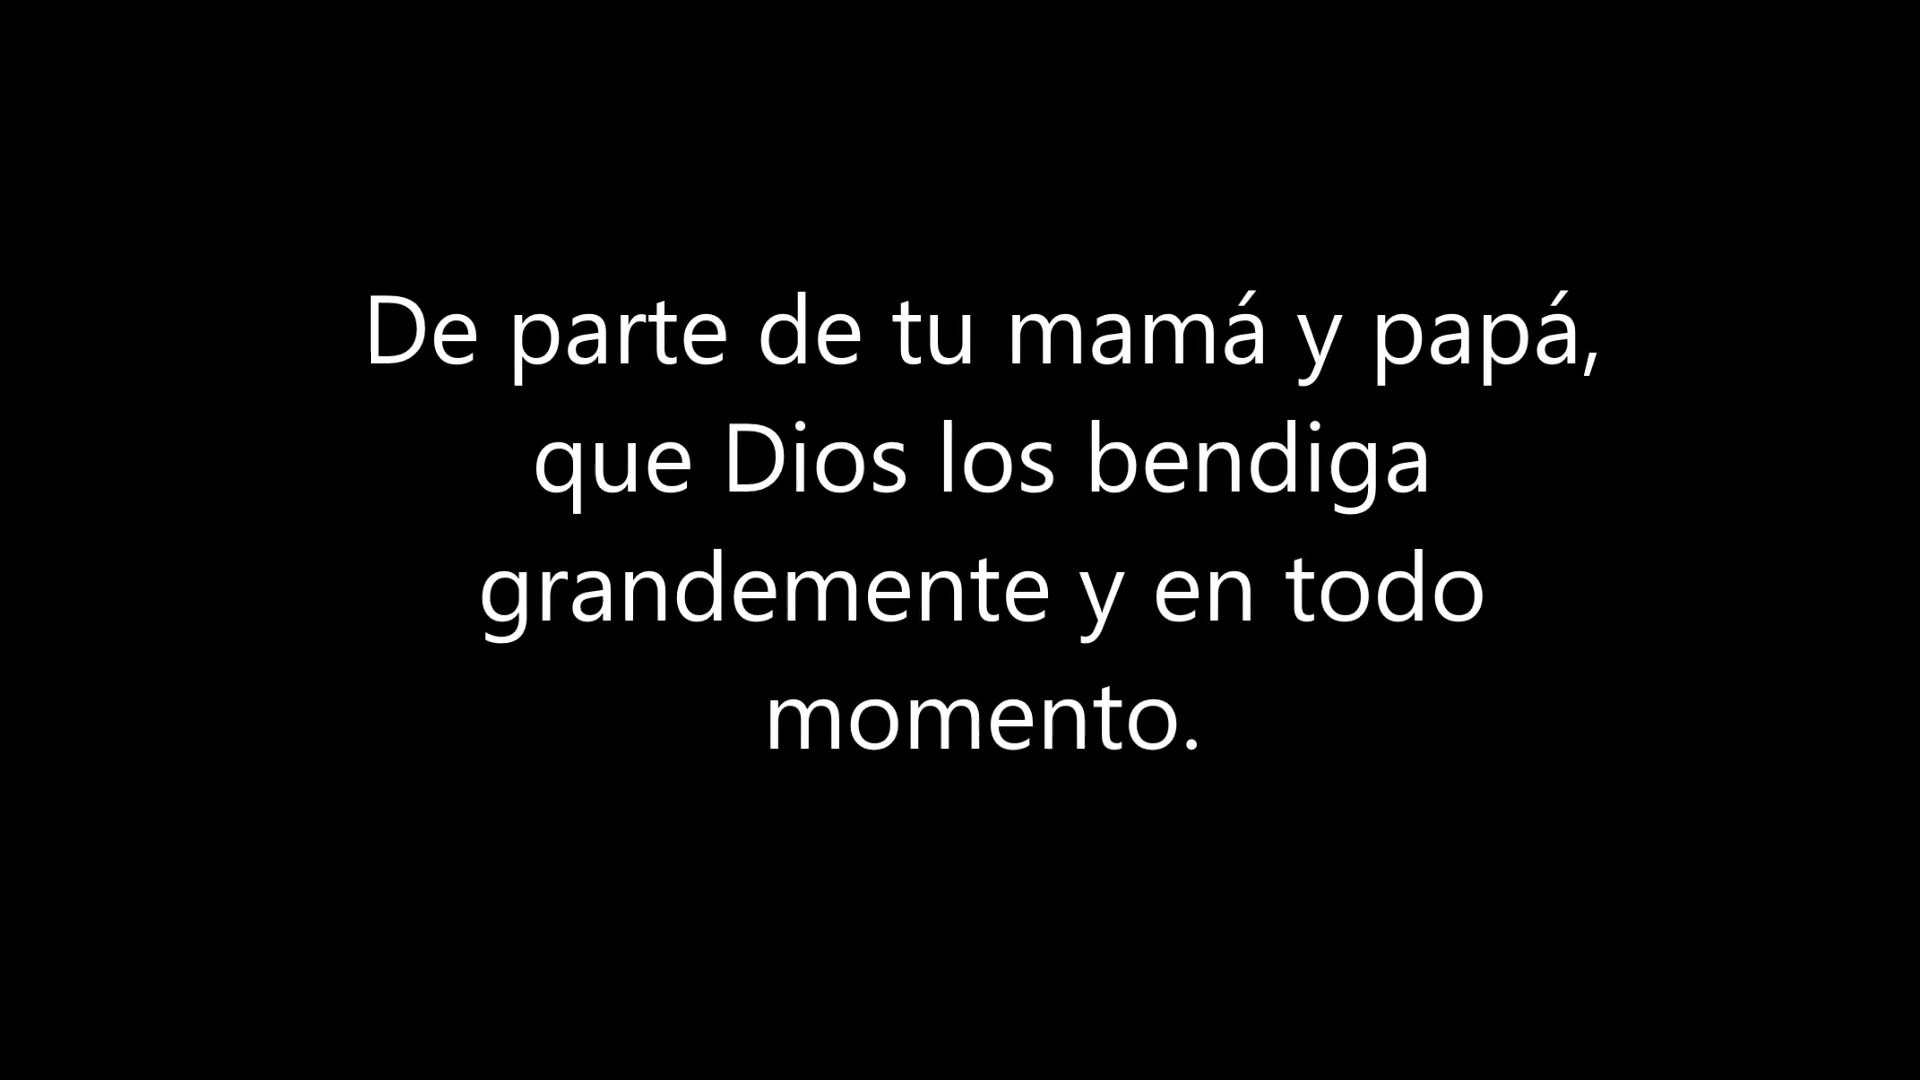 De parte de tu mamá y papá,
que Dios los bendiga
grandemente y en todo
momento.